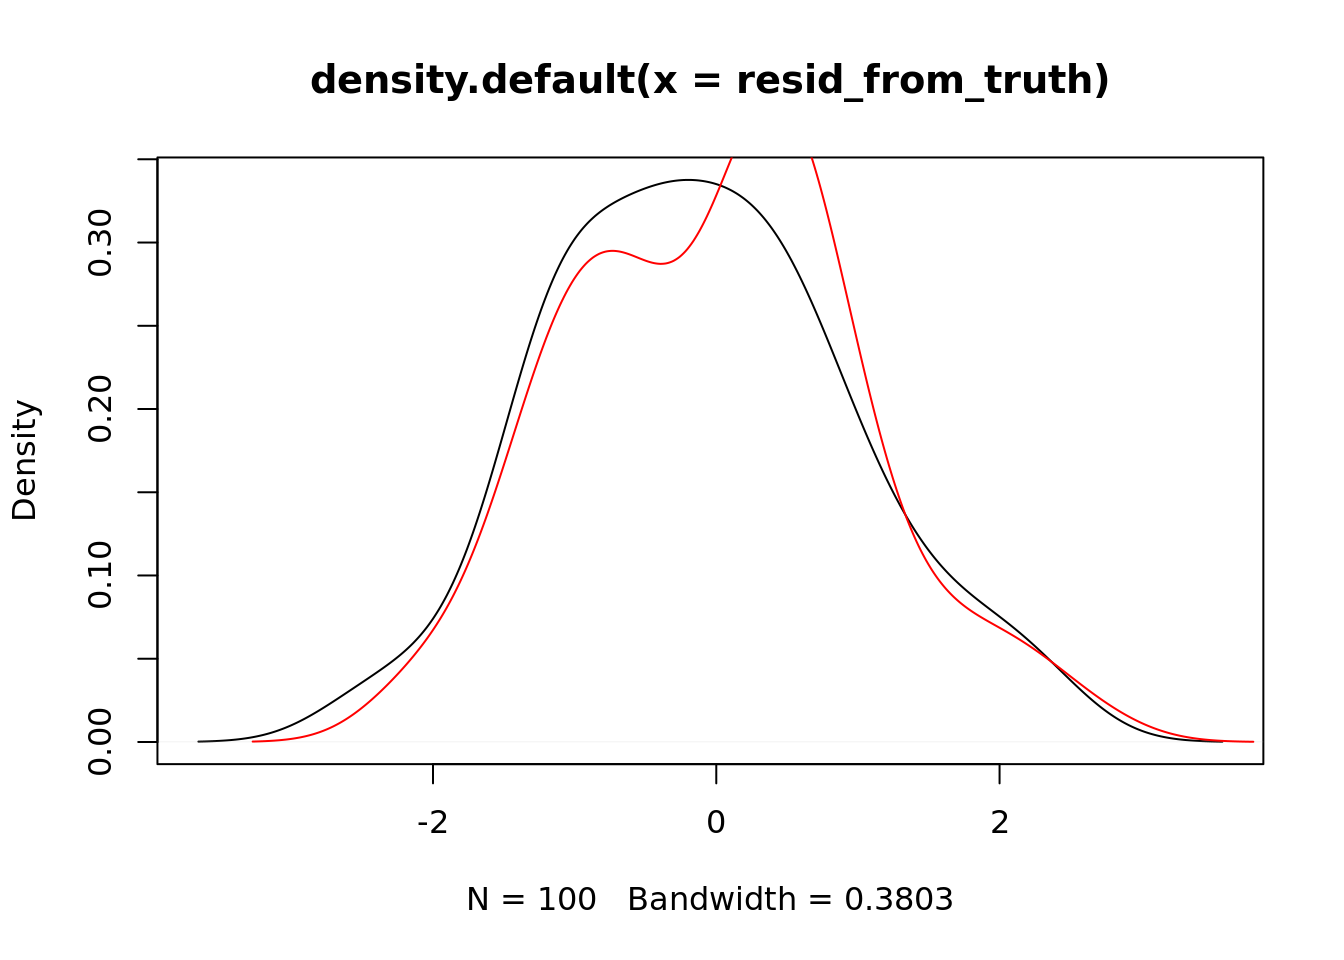 density.default(x = resid_from_truth)
Density
0.30
0.20
0.10
0.00
-2 0 2
N = 100 Bandwidth = 0.3803